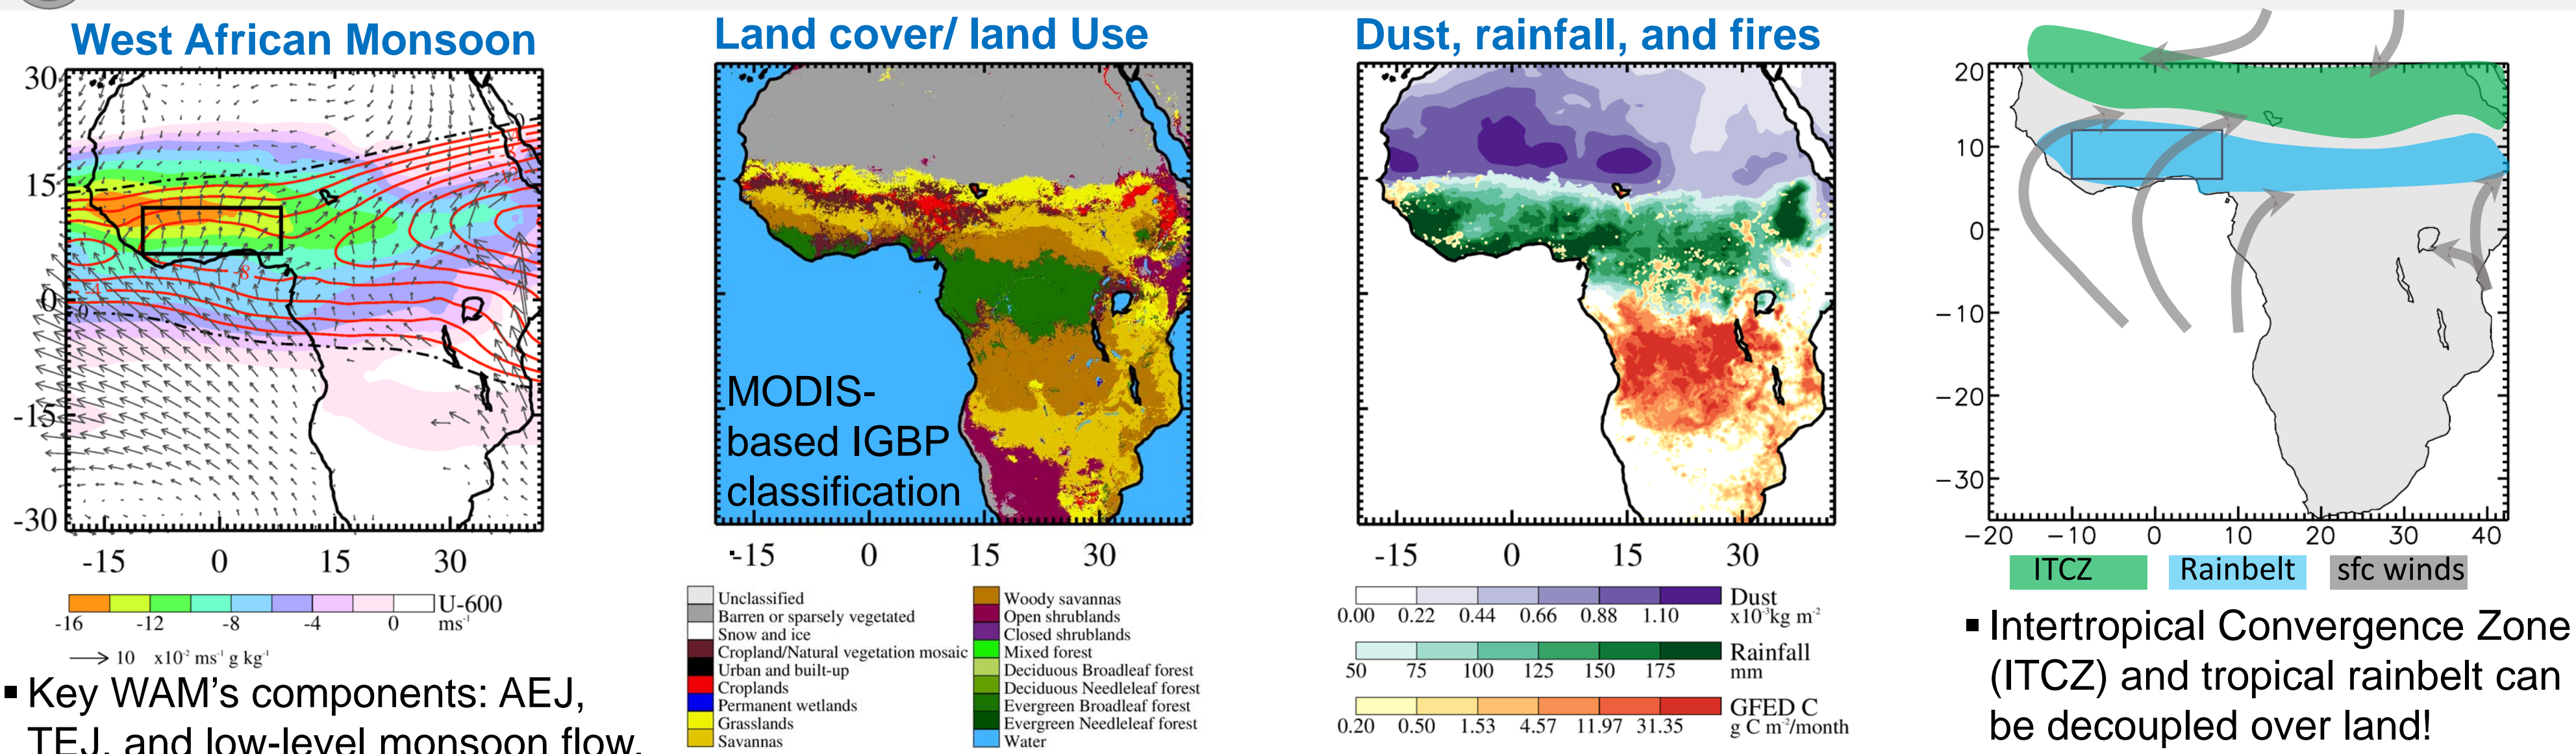 West African Monsoon
30
15
0
-15
-30
-8
-4
0
-15 0 15 30
U-600
ms⁻¹
-16 -12 -8 -4 0
10 x10⁻² ms⁻¹ g kg⁻¹
▪ Key WAM's components: AEJ,
TEJ, and low-level monsoon flow.
Land cover/ land Use
MODIS-
based IGBP
classification
-15 0 15 30
Unclassified
Barren or sparsely vegetated
Snow and ice
Cropland/Natural vegetation mosaic
Urban and built-up
Croplands
Permanent wetlands
Grasslands
Savannas
Woody savannas
Open shrublands
Closed shrublands
Mixed forest
Deciduous Broadleaf forest
Deciduous Needleleaf forest
Evergreen Broadleaf forest
Evergreen Needleleaf forest
Water
Dust, rainfall, and fires
-15 0 15 30
Dust
0.00 0.22 0.44 0.66 0.88 1.10 x10⁻³kg m⁻²
Rainfall
50 75 100 125 150 175 mm
GFED C
0.20 0.50 1.53 4.57 11.97 31.35 g C m⁻²/month
20
10
0
-10
-20
-30
-20 -10 0 10 20 30 40
ITCZ Rainbelt sfc winds
▪ Intertropical Convergence Zone
(ITCZ) and tropical rainbelt can
be decoupled over land!